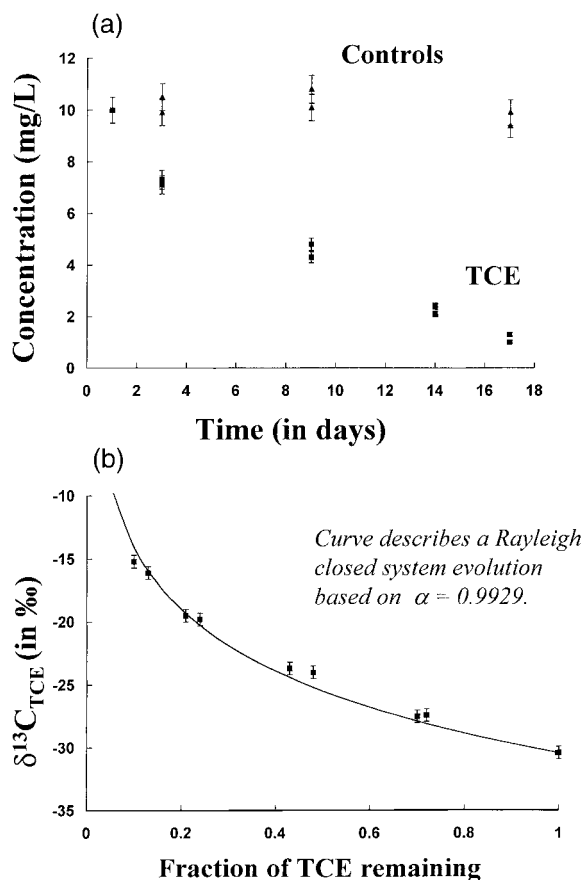 (a)
Concentration (mg/L)
12
10
8
6
4
2
0
Controls
TCE
0 2 4 6 8 10 12 14 16 18
Time (in days)
(b)
δ13CTCE (in ‰)
-10
-15
-20
-25
-30
-35
Curve describes a Rayleigh
closed system evolution
based on α = 0.9929.
0 0.2 0.4 0.6 0.8 1
Fraction of TCE remaining